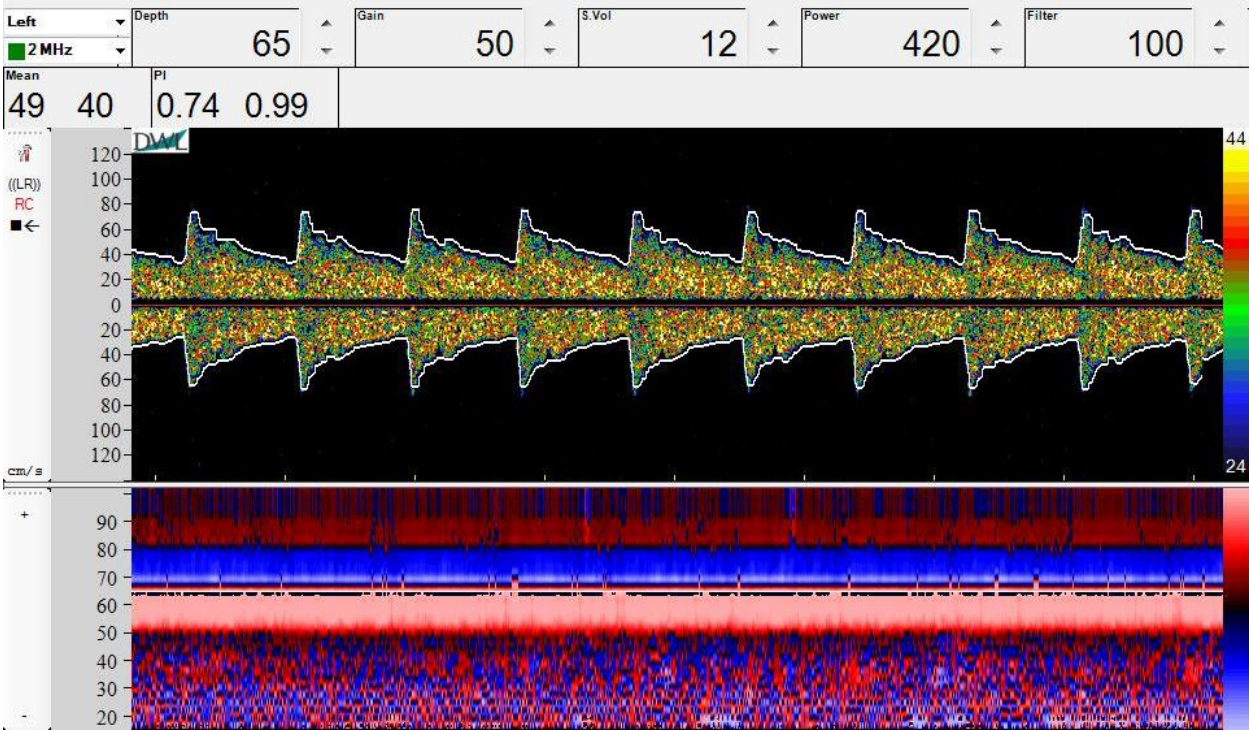 Left
2 MHz
Depth
65
Gain
50
S.Vol
12
Power
420
Filter
100
Mean
49 40
PI
0.74 0.99
DWL
((LR))
RC
120
100
80
60
40
20
0
20
40
60
80
100
120
cm/s
44
24
+
90
80
70
60
50
40
30
20
-